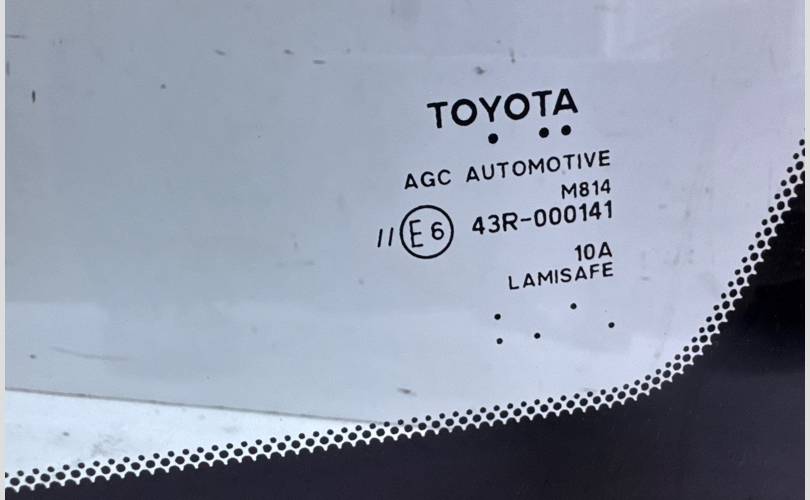 TOYOTA
AGC AUTOMOTIVE
M814
II E6 43R-000141
10A
LAMISAFE